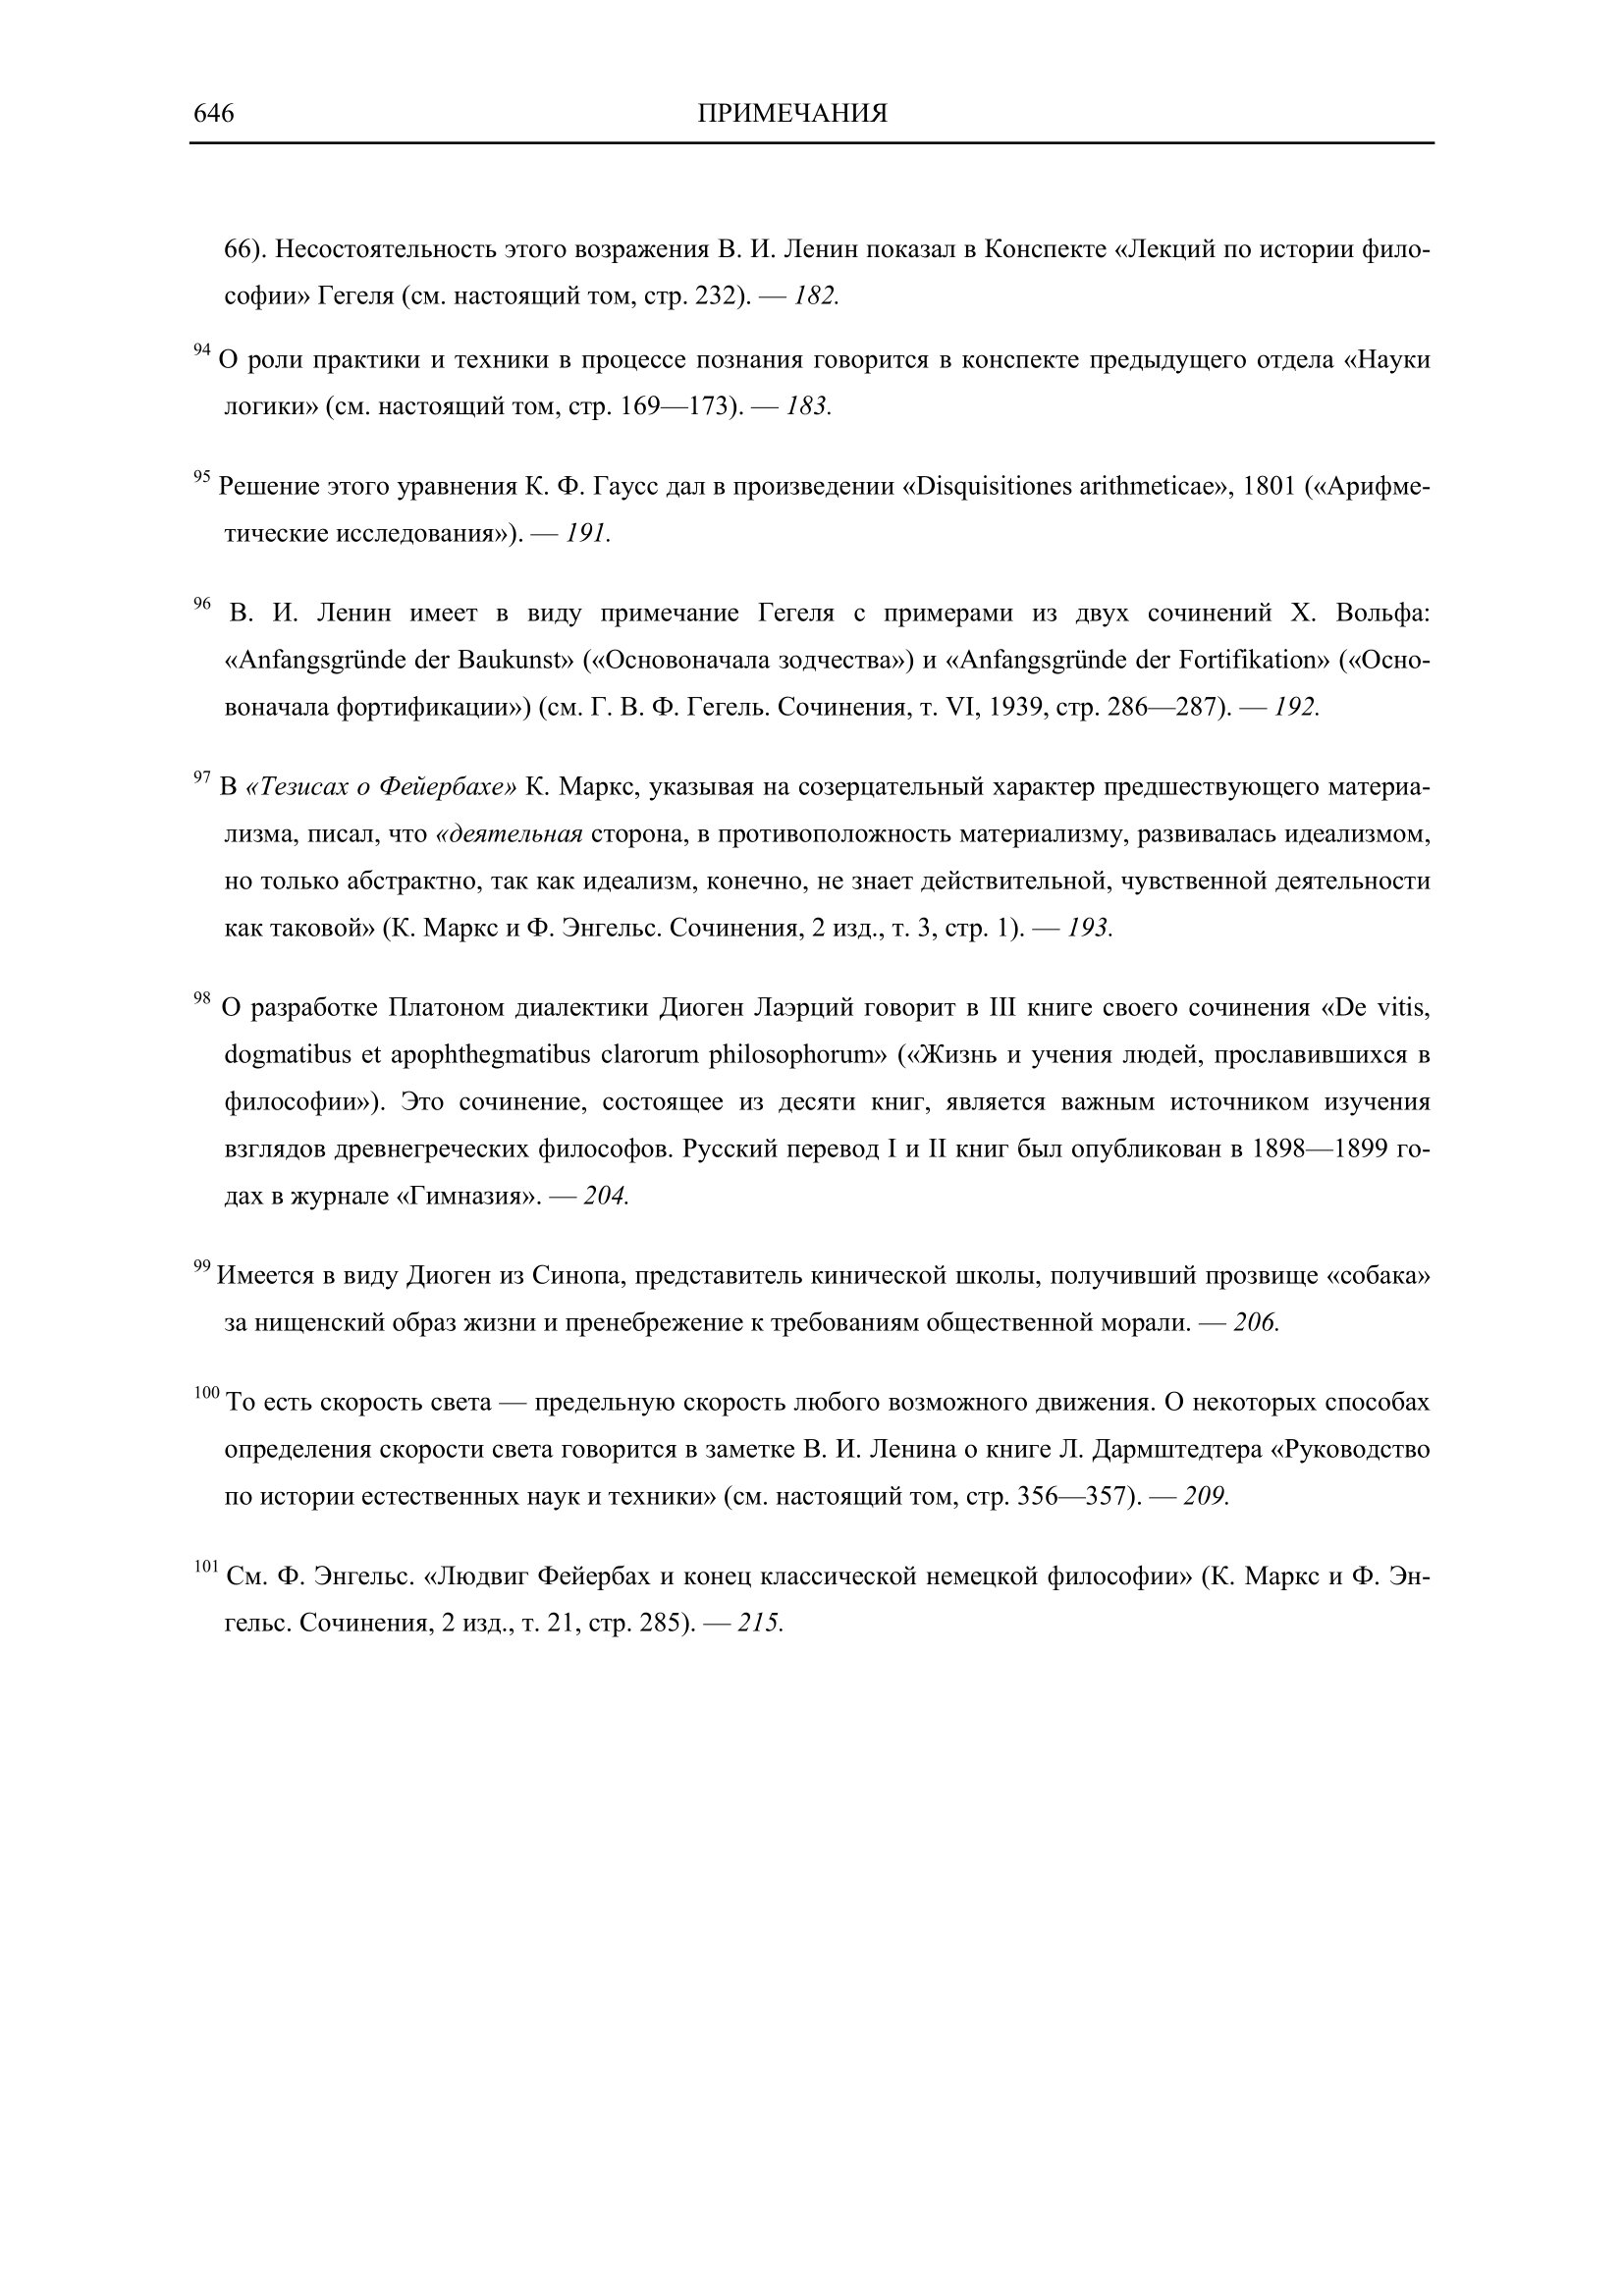 646 ПРИМЕЧАНИЯ
66). Несостоятельность этого возражения В. И. Ленин показал в Конспекте «Лекций по истории фило-
софии» Гегеля (см. настоящий том, стр. 232). — 182.
94 О роли практики и техники в процессе познания говорится в конспекте предыдущего отдела «Науки
логики» (см. настоящий том, стр. 169—173). — 183.
95 Решение этого уравнения К. Ф. Гаусс дал в произведении «Disquisitiones arithmeticae», 1801 («Арифме-
тические исследования»). — 191.
96 В. И. Ленин имеет в виду примечание Гегеля с примерами из двух сочинений Х. Вольфа:
«Anfangsgründe der Baukunst» («Основоначала зодчества») и «Anfangsgründe der Fortifikation» («Осно-
воначала фортификации») (см. Г. В. Ф. Гегель. Сочинения, т. VI, 1939, стр. 286—287). — 192.
97 В «Тезисах о Фейербахе» К. Маркс, указывая на созерцательный характер предшествующего материа-
лизма, писал, что «деятельная сторона, в противоположность материализму, развивалась идеализмом,
но только абстрактно, так как идеализм, конечно, не знает действительной, чувственной деятельности
как таковой» (К. Маркс и Ф. Энгельс. Сочинения, 2 изд., т. 3, стр. 1). — 193.
98 О разработке Платоном диалектики Диоген Лаэрций говорит в III книге своего сочинения «De vitis,
dogmatibus et apophthegmatibus clarorum philosophorum» («Жизнь и учения людей, прославившихся в
философии»). Это сочинение, состоящее из десяти книг, является важным источником изучения
взглядов древнегреческих философов. Русский перевод I и II книг был опубликован в 1898—1899 го-
дах в журнале «Гимназия». — 204.
99 Имеется в виду Диоген из Синопа, представитель кинической школы, получивший прозвище «собака»
за нищенский образ жизни и пренебрежение к требованиям общественной морали. — 206.
100 То есть скорость света — предельную скорость любого возможного движения. О некоторых способах
определения скорости света говорится в заметке В. И. Ленина о книге Л. Дармштедтера «Руководство
по истории естественных наук и техники» (см. настоящий том, стр. 356—357). — 209.
101 См. Ф. Энгельс. «Людвиг Фейербах и конец классической немецкой философии» (К. Маркс и Ф. Эн-
гельс. Сочинения, 2 изд., т. 21, стр. 285). — 215.